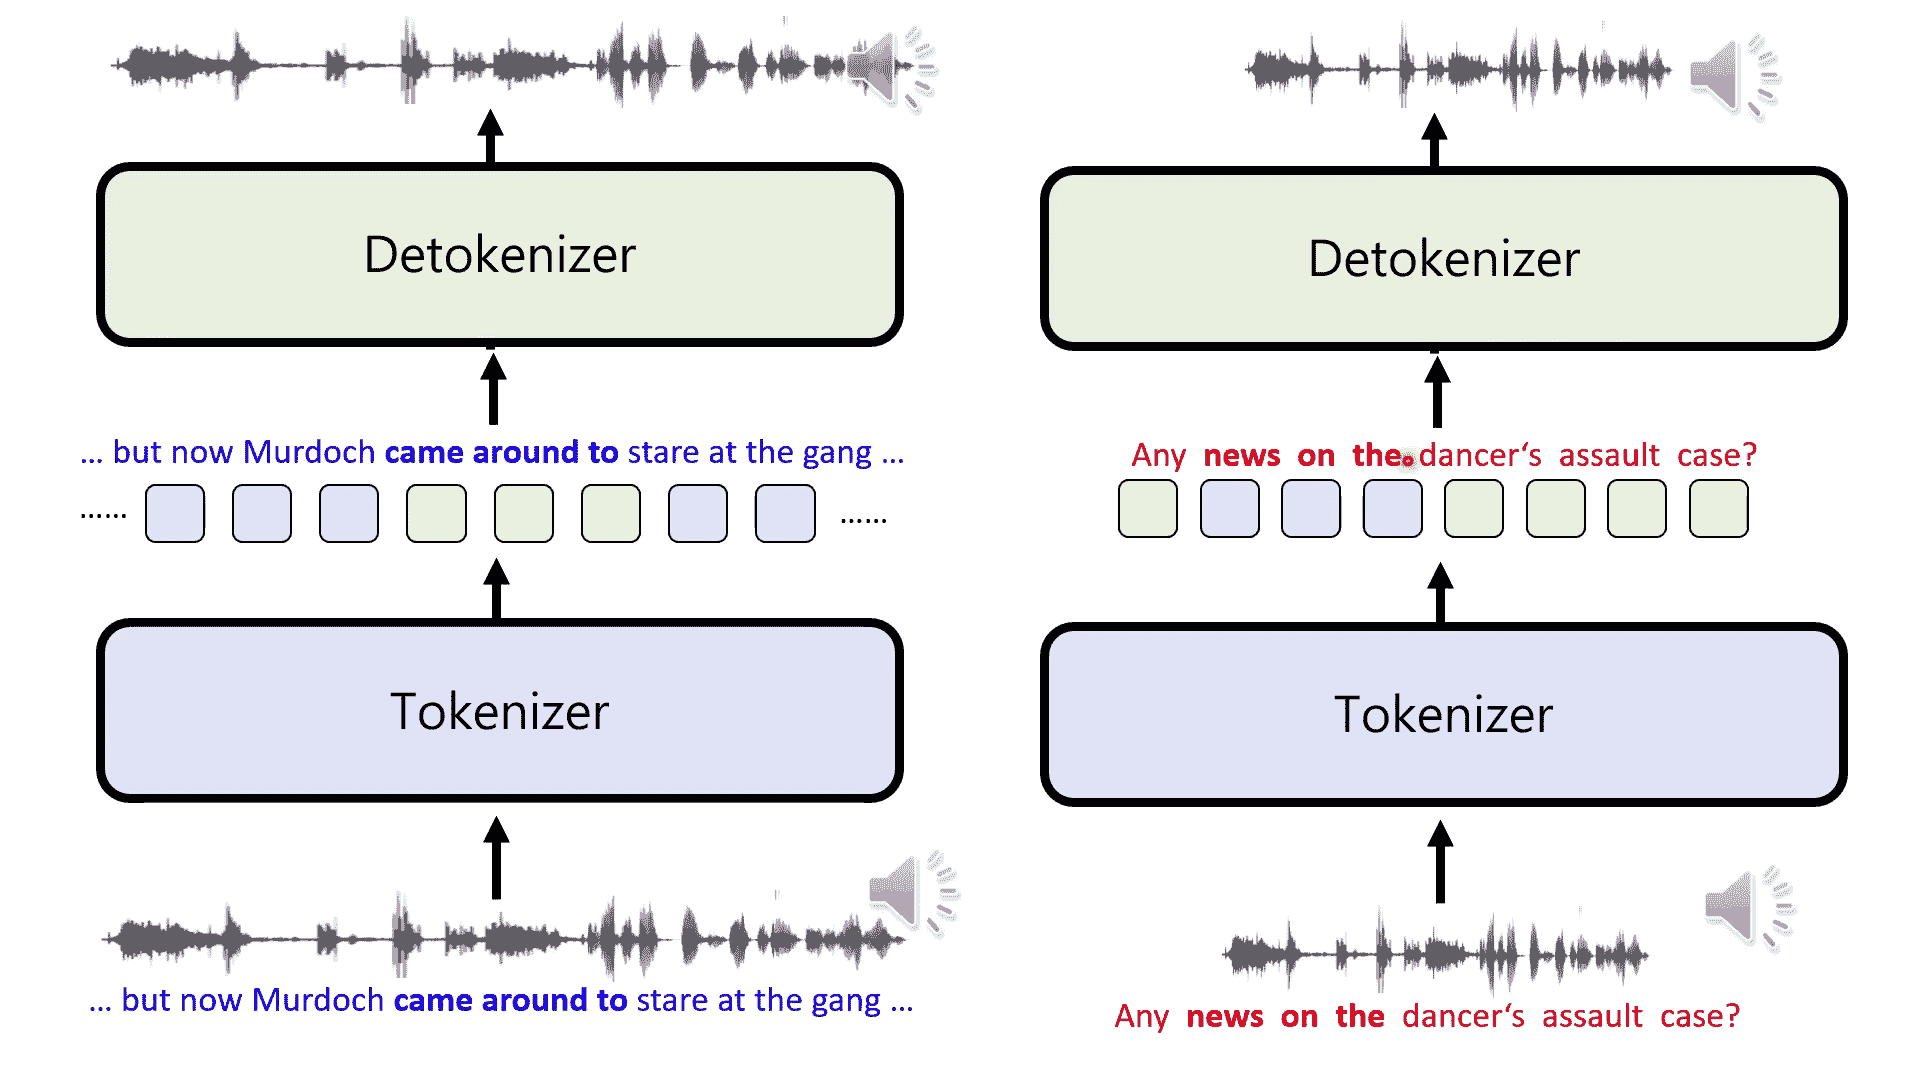 Detokenizer
… but now Murdoch came around to stare at the gang …
…… ……
Tokenizer
… but now Murdoch came around to stare at the gang …
Detokenizer
Any news on the dancer‘s assault case?
Tokenizer
Any news on the dancer‘s assault case?